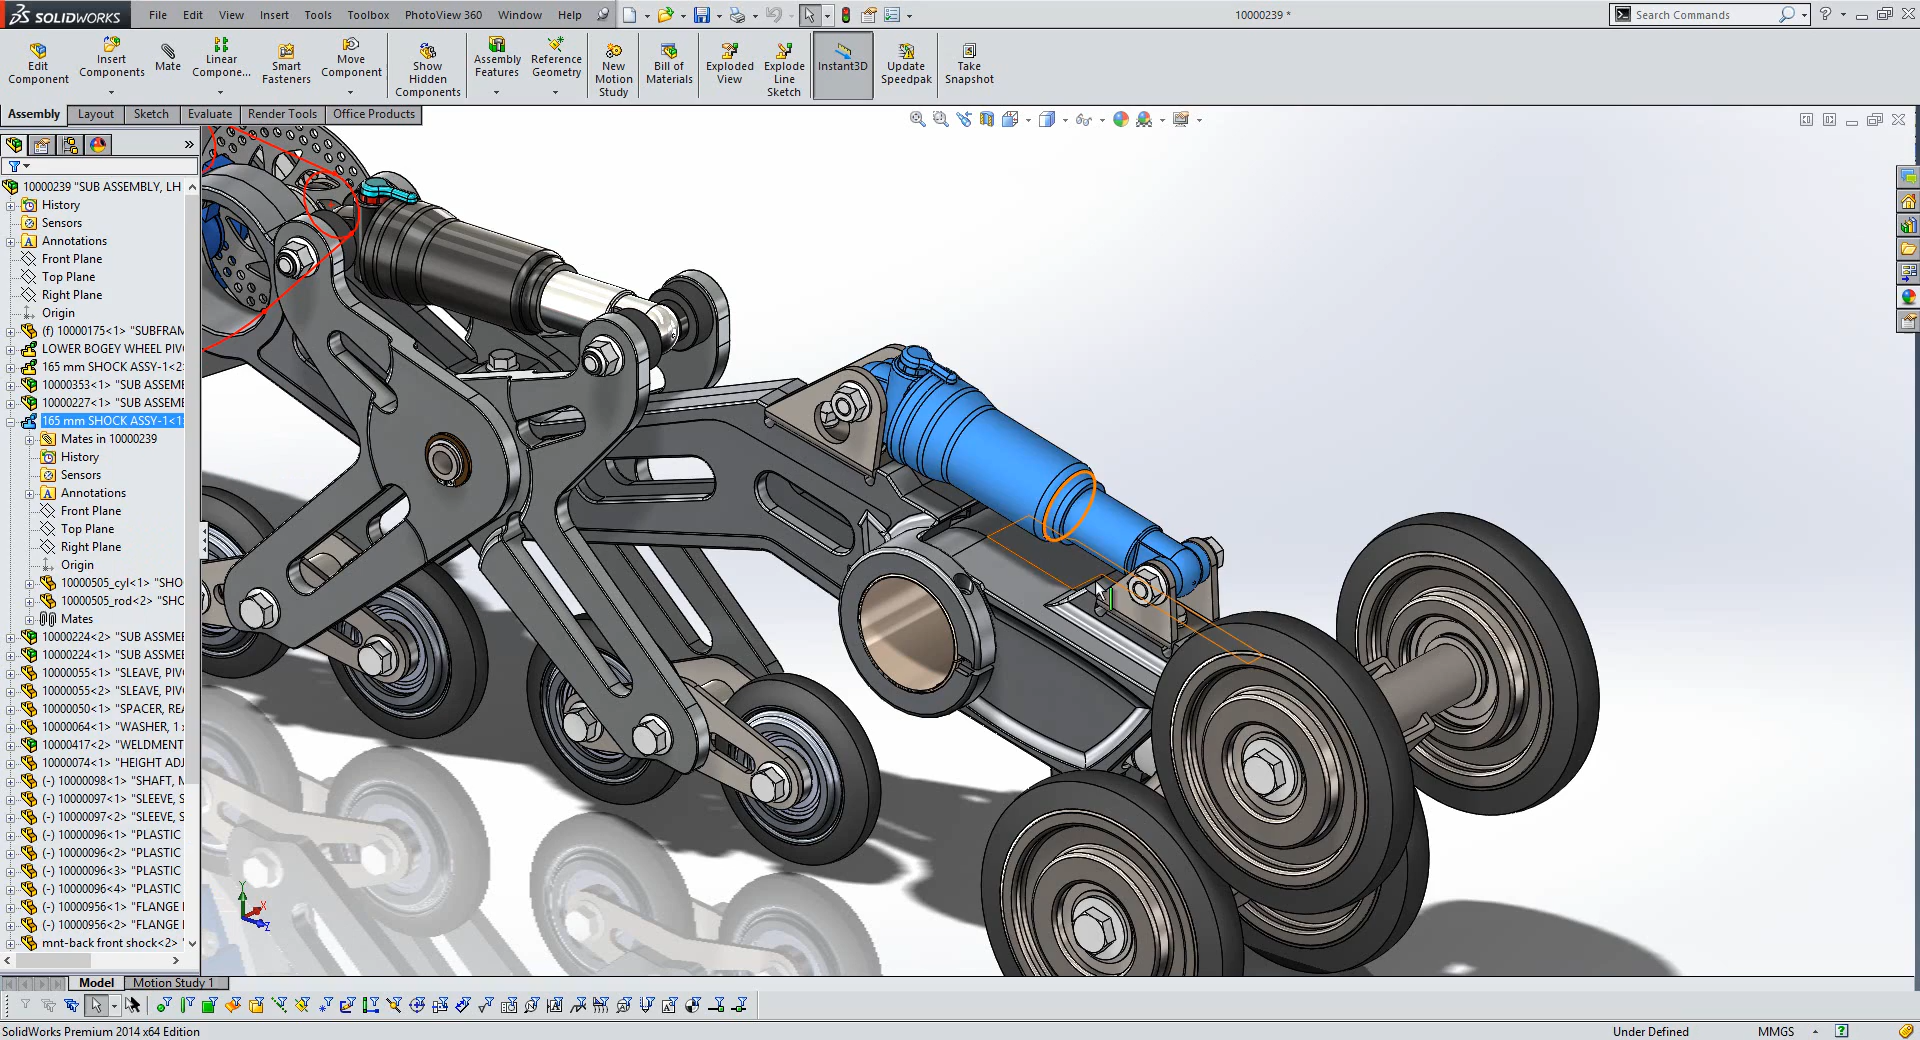 SOLIDWORKS
File Edit View Insert Tools Toolbox PhotoView 360 Window Help
10000239 *
Search Commands
Edit Component
Insert Components
Mate
Linear Compone...
Smart Fasteners
Move Component
Show Hidden Components
Assembly Features
Reference Geometry
New Motion Study
Bill of Materials
Exploded View
Explode Line Sketch
Instant3D
Update Speedpak
Take Snapshot
Assembly Layout Sketch Evaluate Render Tools Office Products
10000239 "SUB ASSEMBLY, LH
History
Sensors
Annotations
Front Plane
Top Plane
Right Plane
Origin
(f) 10000175<1> "SUBFRAM
LOWER BOGEY WHEEL PIV
165 mm SHOCK ASSY-1<2
10000353<1> "SUB ASSEME
10000227<1> "SUB ASSEME
165 mm SHOCK ASSY-1<1
Mates in 10000239
History
Sensors
Annotations
Front Plane
Top Plane
Right Plane
Origin
10000505_cyl<1> "SHO
10000505_rod<2> "SHC
Mates
10000224<2> "SUB ASSMEE
10000224<1> "SUB ASSMEE
10000055<1> "SLEAVE, PIV
10000055<2> "SLEAVE, PIV
10000050<1> "SPACER, REA
10000064<1> "WASHER, 1 x
10000417<2> "WELDMENT
10000074<1> "HEIGHT ADJ
(-) 10000098<1> "SHAFT, M
(-) 10000097<1> "SLEEVE, S
(-) 10000097<2> "SLEEVE, S
(-) 10000096<1> "PLASTIC
(-) 10000096<2> "PLASTIC
(-) 10000096<3> "PLASTIC
(-) 10000096<4> "PLASTIC
(-) 10000956<1> "FLANGE
(-) 10000956<2> "FLANGE
mnt-back front shock<2>
Y
X
Z
Model Motion Study 1
SolidWorks Premium 2014 x64 Edition
Under Defined
MMGS